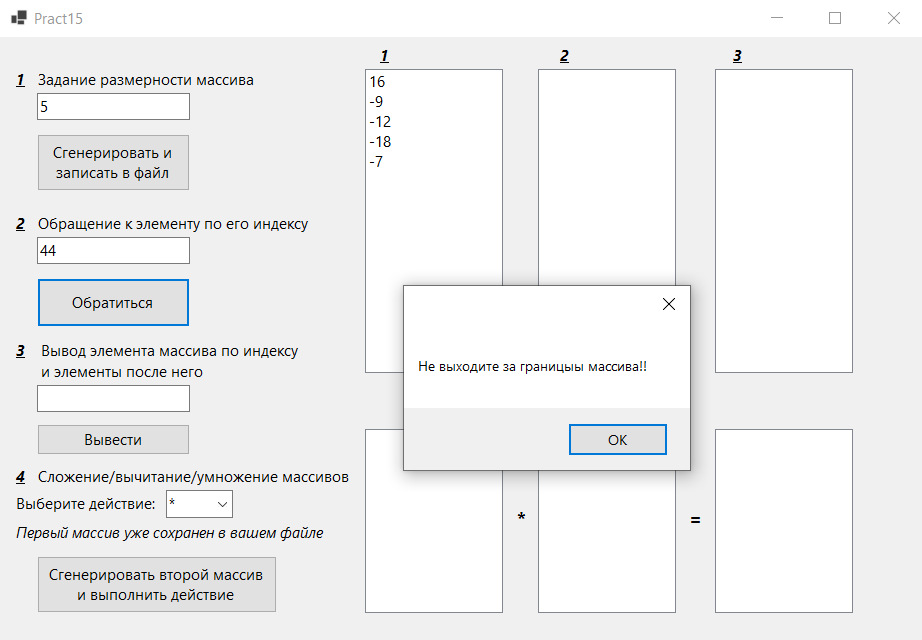 Pract15
1 2 3
1 Задание размерности массива
5
Сгенерировать и
записать в файл
16
-9
-12
-18
-7
2 Обращение к элементу по его индексу
44
Обратиться
3 Вывод элемента массива по индексу
и элементы после него
Вывести
Не выходите за границыы массива!!
OK
4 Сложение/вычитание/умножение массивов
Выберите действие: *
Первый массив уже сохранен в вашем файле
Сгенерировать второй массив
и выполнить действие
* =